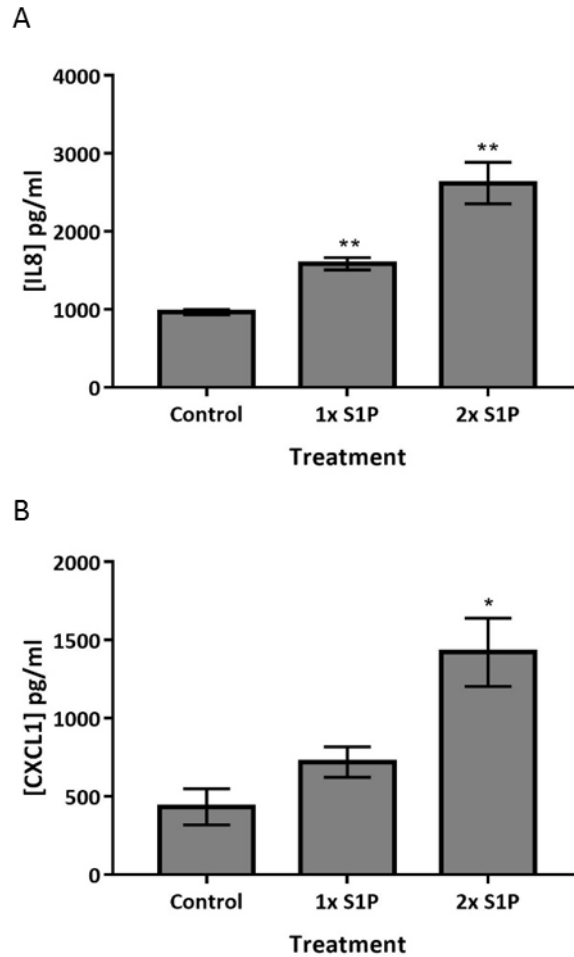 A
4000
3000
2000
1000
0
[IL8] pg/ml
**
**
Control 1x S1P 2x S1P
Treatment
B
2000
1500
1000
500
0
[CXCL1] pg/ml
*
Control 1x S1P 2x S1P
Treatment